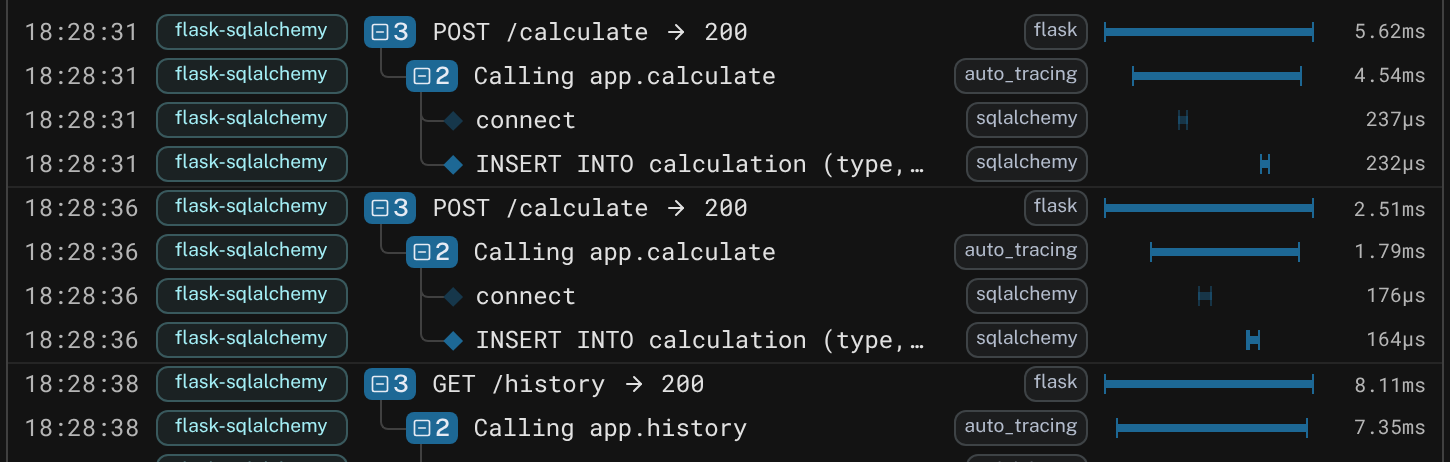 18:28:31 flask-sqlalchemy 3 POST /calculate → 200 flask 5.62ms
18:28:31 flask-sqlalchemy 2 Calling app.calculate auto_tracing 4.54ms
18:28:31 flask-sqlalchemy connect sqlalchemy 237µs
18:28:31 flask-sqlalchemy INSERT INTO calculation (type,… sqlalchemy 232µs
18:28:36 flask-sqlalchemy 3 POST /calculate → 200 flask 2.51ms
18:28:36 flask-sqlalchemy 2 Calling app.calculate auto_tracing 1.79ms
18:28:36 flask-sqlalchemy connect sqlalchemy 176µs
18:28:36 flask-sqlalchemy INSERT INTO calculation (type,… sqlalchemy 164µs
18:28:38 flask-sqlalchemy 3 GET /history → 200 flask 8.11ms
18:28:38 flask-sqlalchemy 2 Calling app.history auto_tracing 7.35ms